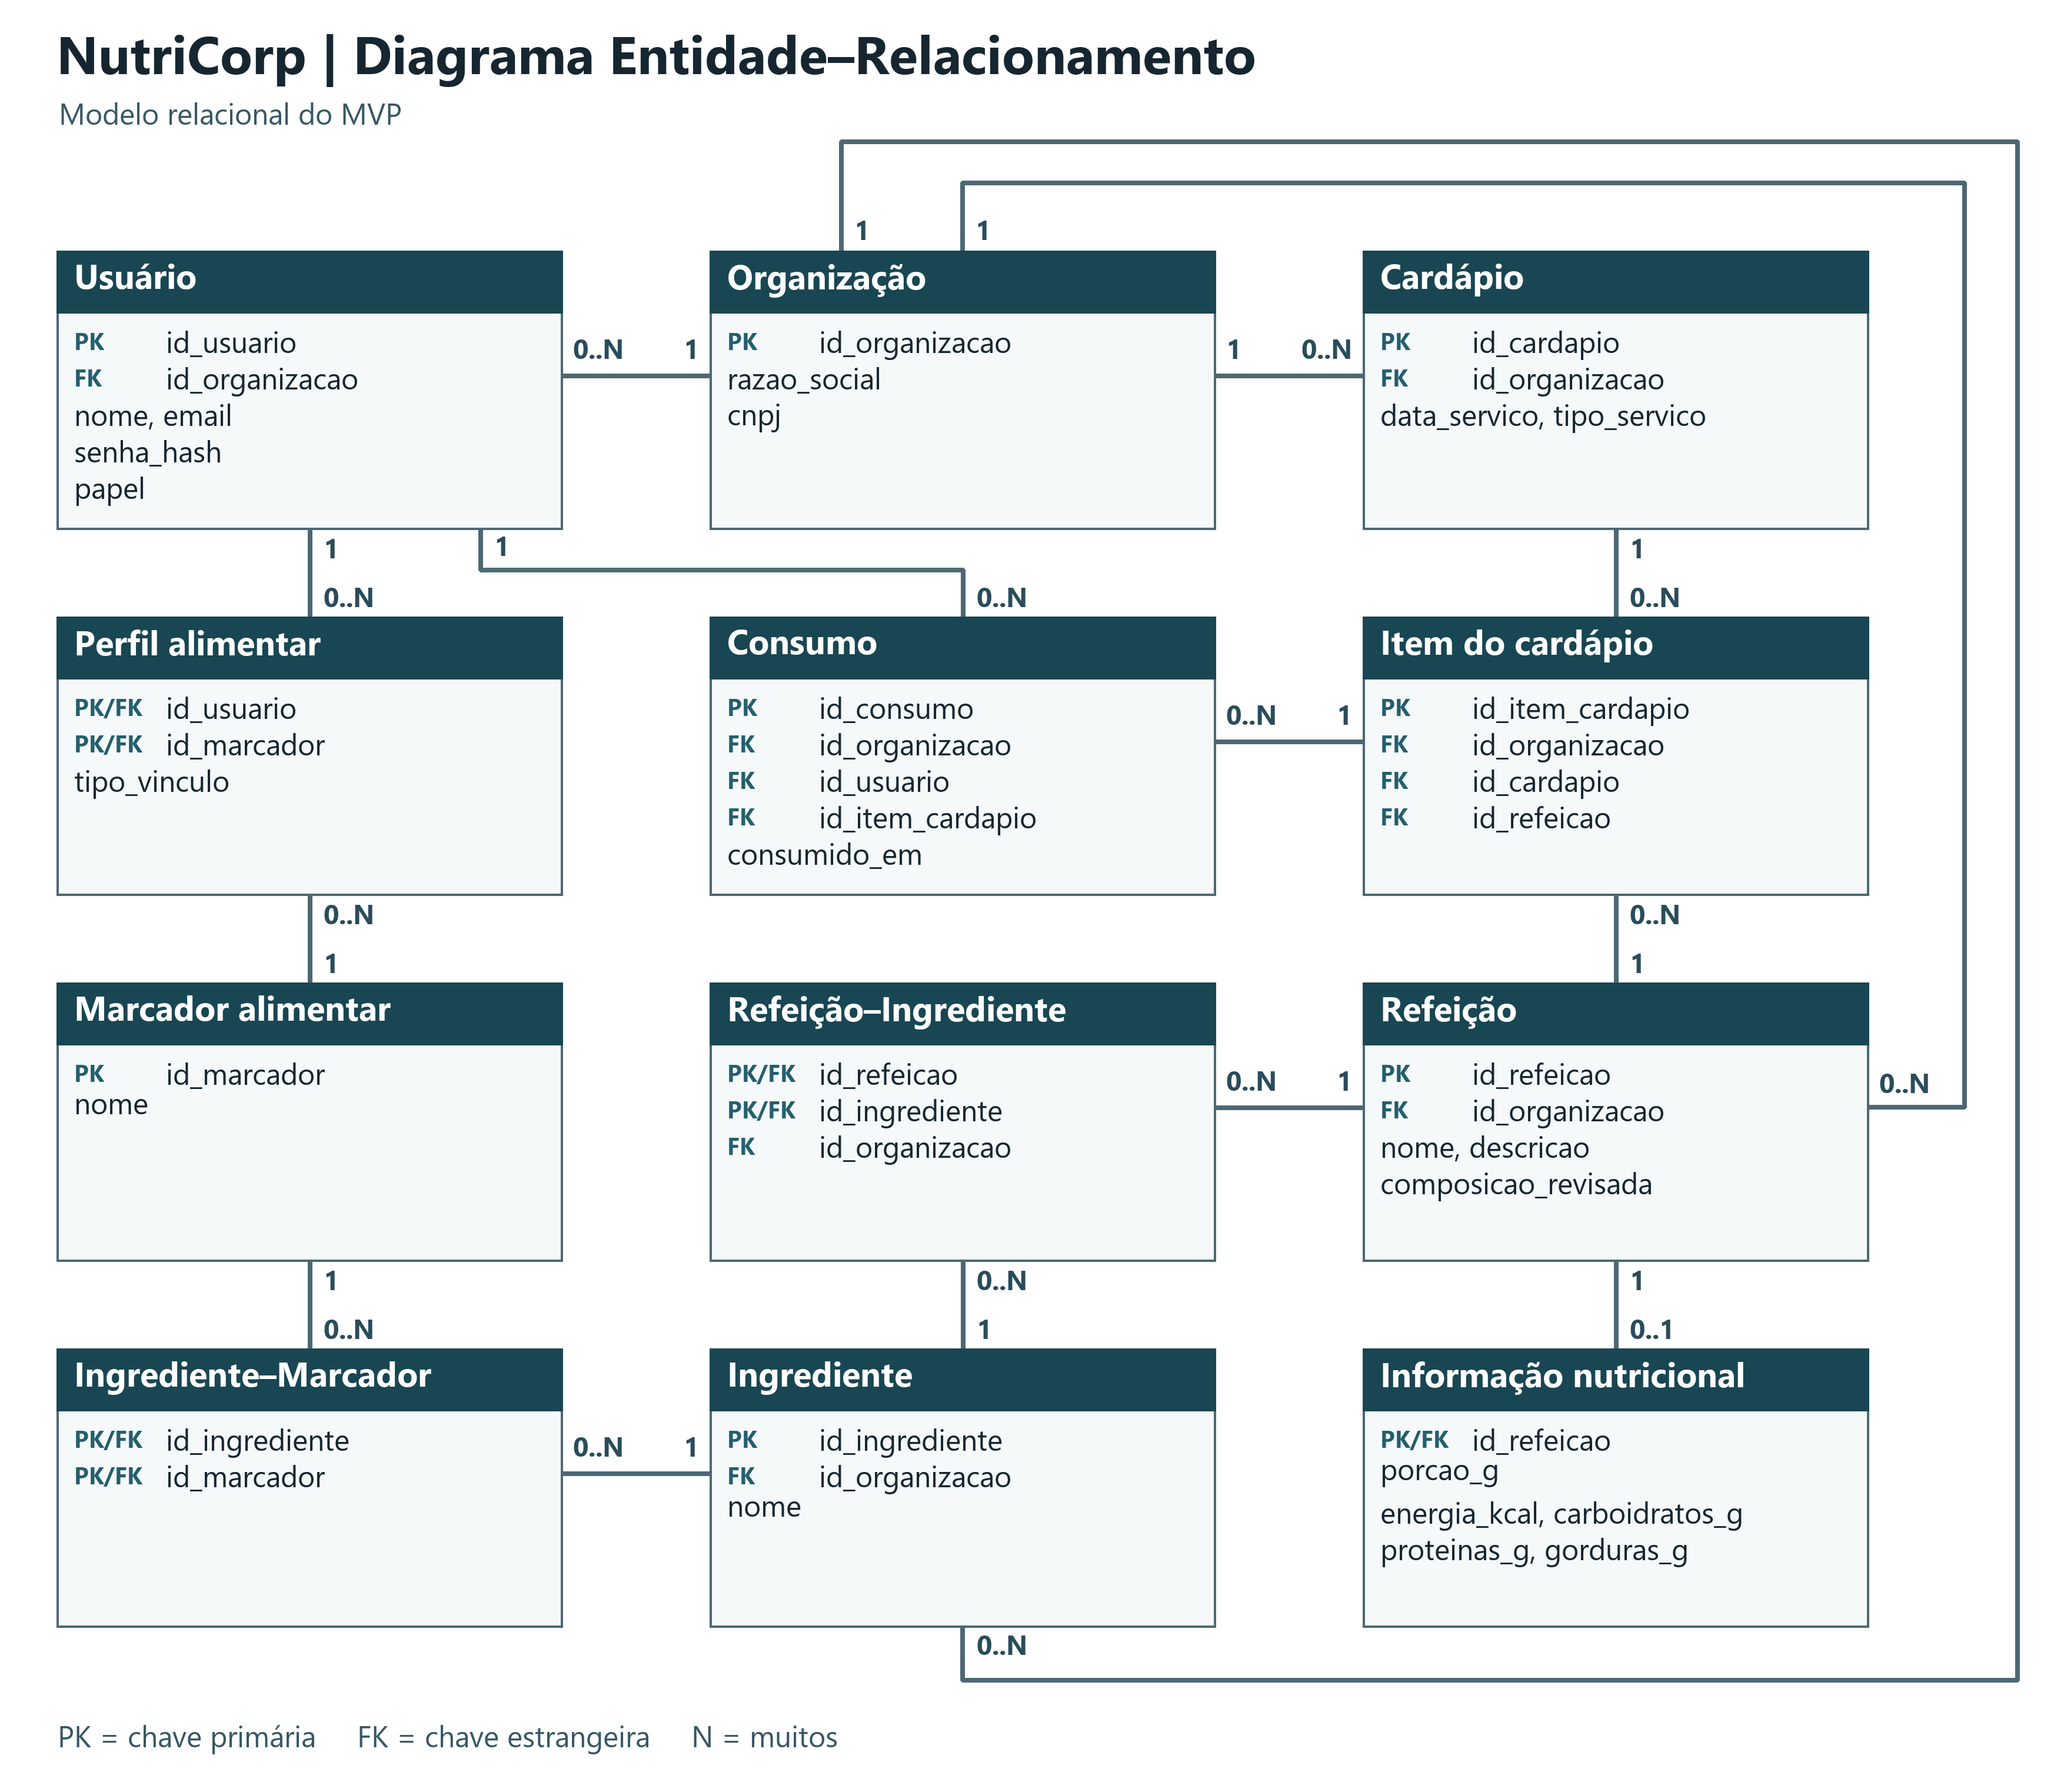 NutriCorp | Diagrama Entidade–Relacionamento
Modelo relacional do MVP
1
1
Usuário
PK id_usuario
FK id_organizacao
nome, email
senha_hash
papel
0..N 1
Organização
PK id_organizacao
razao_social
cnpj
1 0..N
Cardápio
PK id_cardapio
FK id_organizacao
data_servico, tipo_servico
1
0..N
1
0..N
1
0..N
Perfil alimentar
PK/FK id_usuario
PK/FK id_marcador
tipo_vinculo
Consumo
PK id_consumo
FK id_organizacao
FK id_usuario
FK id_item_cardapio
consumido_em
0..N 1
Item do cardápio
PK id_item_cardapio
FK id_organizacao
FK id_cardapio
FK id_refeicao
0..N
1
0..N
1
Marcador alimentar
PK id_marcador
nome
Refeição–Ingrediente
PK/FK id_refeicao
PK/FK id_ingrediente
FK id_organizacao
0..N 1
Refeição
PK id_refeicao
FK id_organizacao
nome, descricao
composicao_revisada
0..N
1
0..N
0..N
1
1
0..1
Ingrediente–Marcador
PK/FK id_ingrediente
PK/FK id_marcador
0..N 1
Ingrediente
PK id_ingrediente
FK id_organizacao
nome
Informação nutricional
PK/FK id_refeicao
porcao_g
energia_kcal, carboidratos_g
proteinas_g, gorduras_g
0..N
PK = chave primária FK = chave estrangeira N = muitos